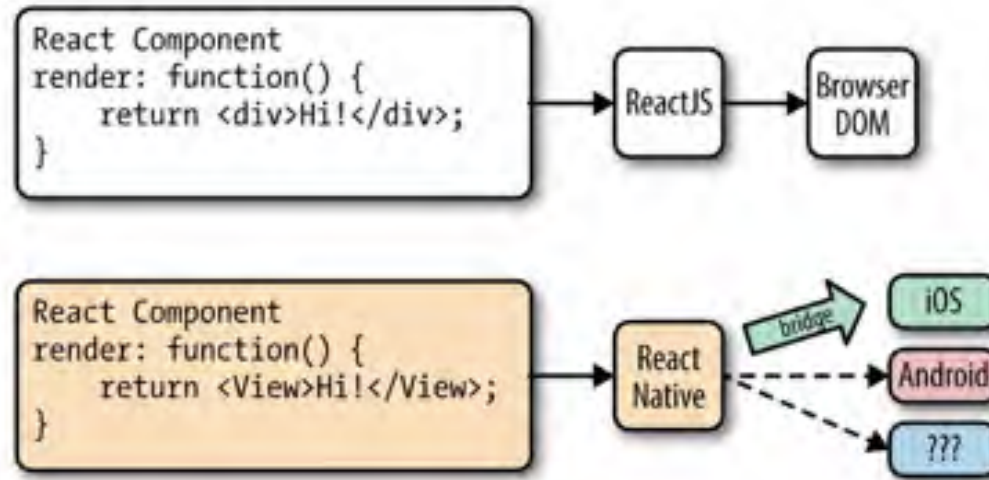 React Component
render: function() {
    return <div>Hi!</div>;
}
ReactJS
Browser
DOM
React Component
render: function() {
    return <View>Hi!</View>;
}
React
Native
bridge
iOS
Android
???